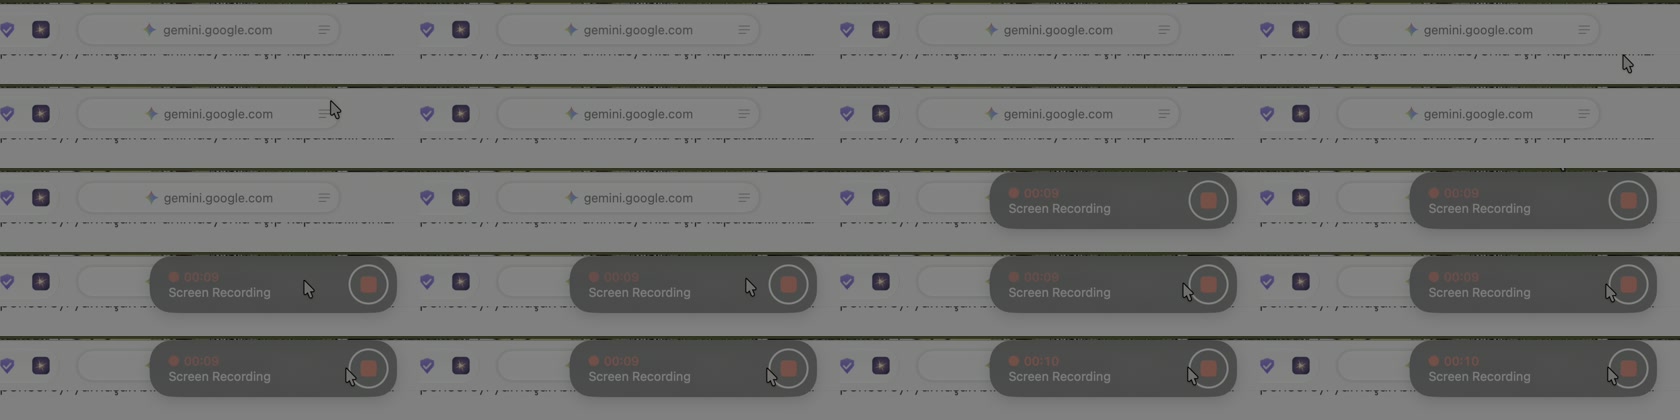 gemini.google.com gemini.google.com gemini.google.com gemini.google.com
gemini.google.com gemini.google.com gemini.google.com gemini.google.com
gemini.google.com gemini.google.com 00:09 00:09
Screen Recording Screen Recording
00:09 00:09 00:09 00:09
Screen Recording Screen Recording Screen Recording Screen Recording
00:09 00:09 00:10 00:10
Screen Recording Screen Recording Screen Recording Screen Recording